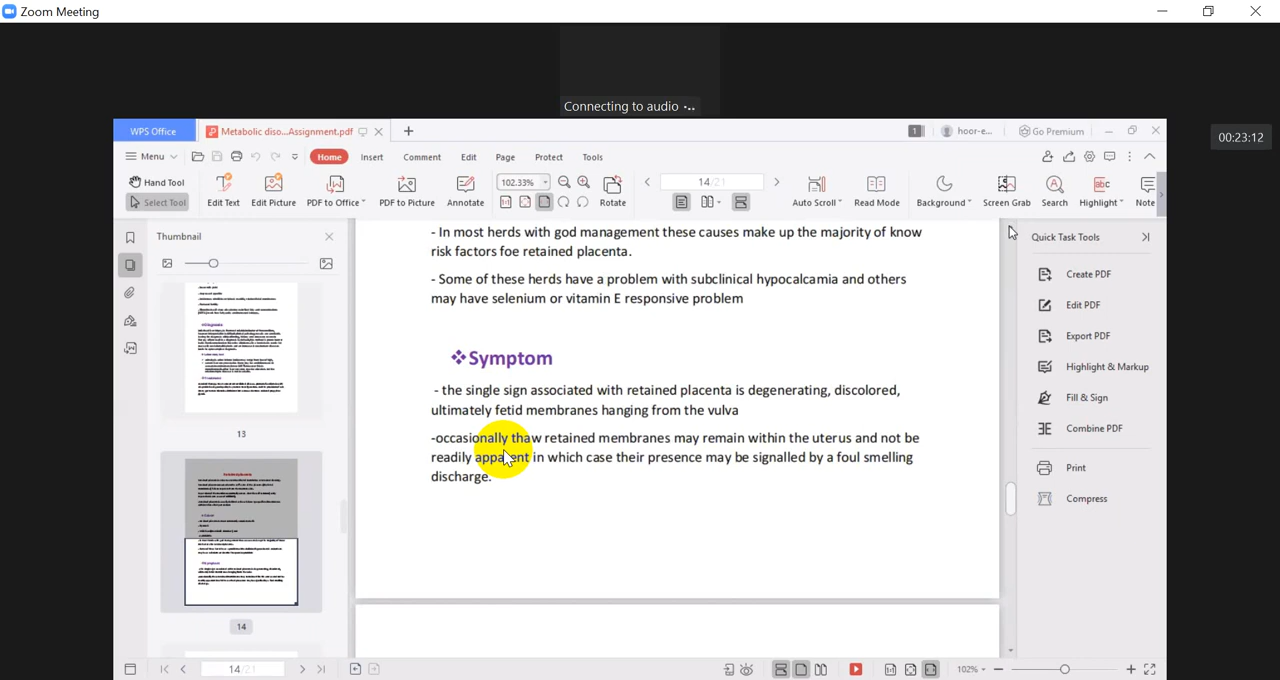 Zoom Meeting
Connecting to audio
00:23:12
WPS Office
Metabolic diso...Assignment.pdf
1
hoor-e...
Go Premium
Menu
Home
Insert
Comment
Edit
Page
Protect
Tools
Hand Tool
Select Tool
Edit Text
Edit Picture
PDF to Office
PDF to Picture
Annotate
102.33%
Rotate
14/21
Auto Scroll
Read Mode
Background
Screen Grab
Search
Highlight
Note
Thumbnail
13
14
- In most herds with god management these causes make up the majority of know
risk factors foe retained placenta.
- Some of these herds have a problem with subclinical hypocalcamia and others
may have selenium or vitamin E responsive problem
❖Symptom
- the single sign associated with retained placenta is degenerating, discolored,
ultimately fetid membranes hanging from the vulva
-occasionally thaw retained membranes may remain within the uterus and not be
readily apparent in which case their presence may be signalled by a foul smelling
discharge.
Quick Task Tools
Create PDF
Edit PDF
Export PDF
Highlight & Markup
Fill & Sign
Combine PDF
Print
Compress
14/21
102%